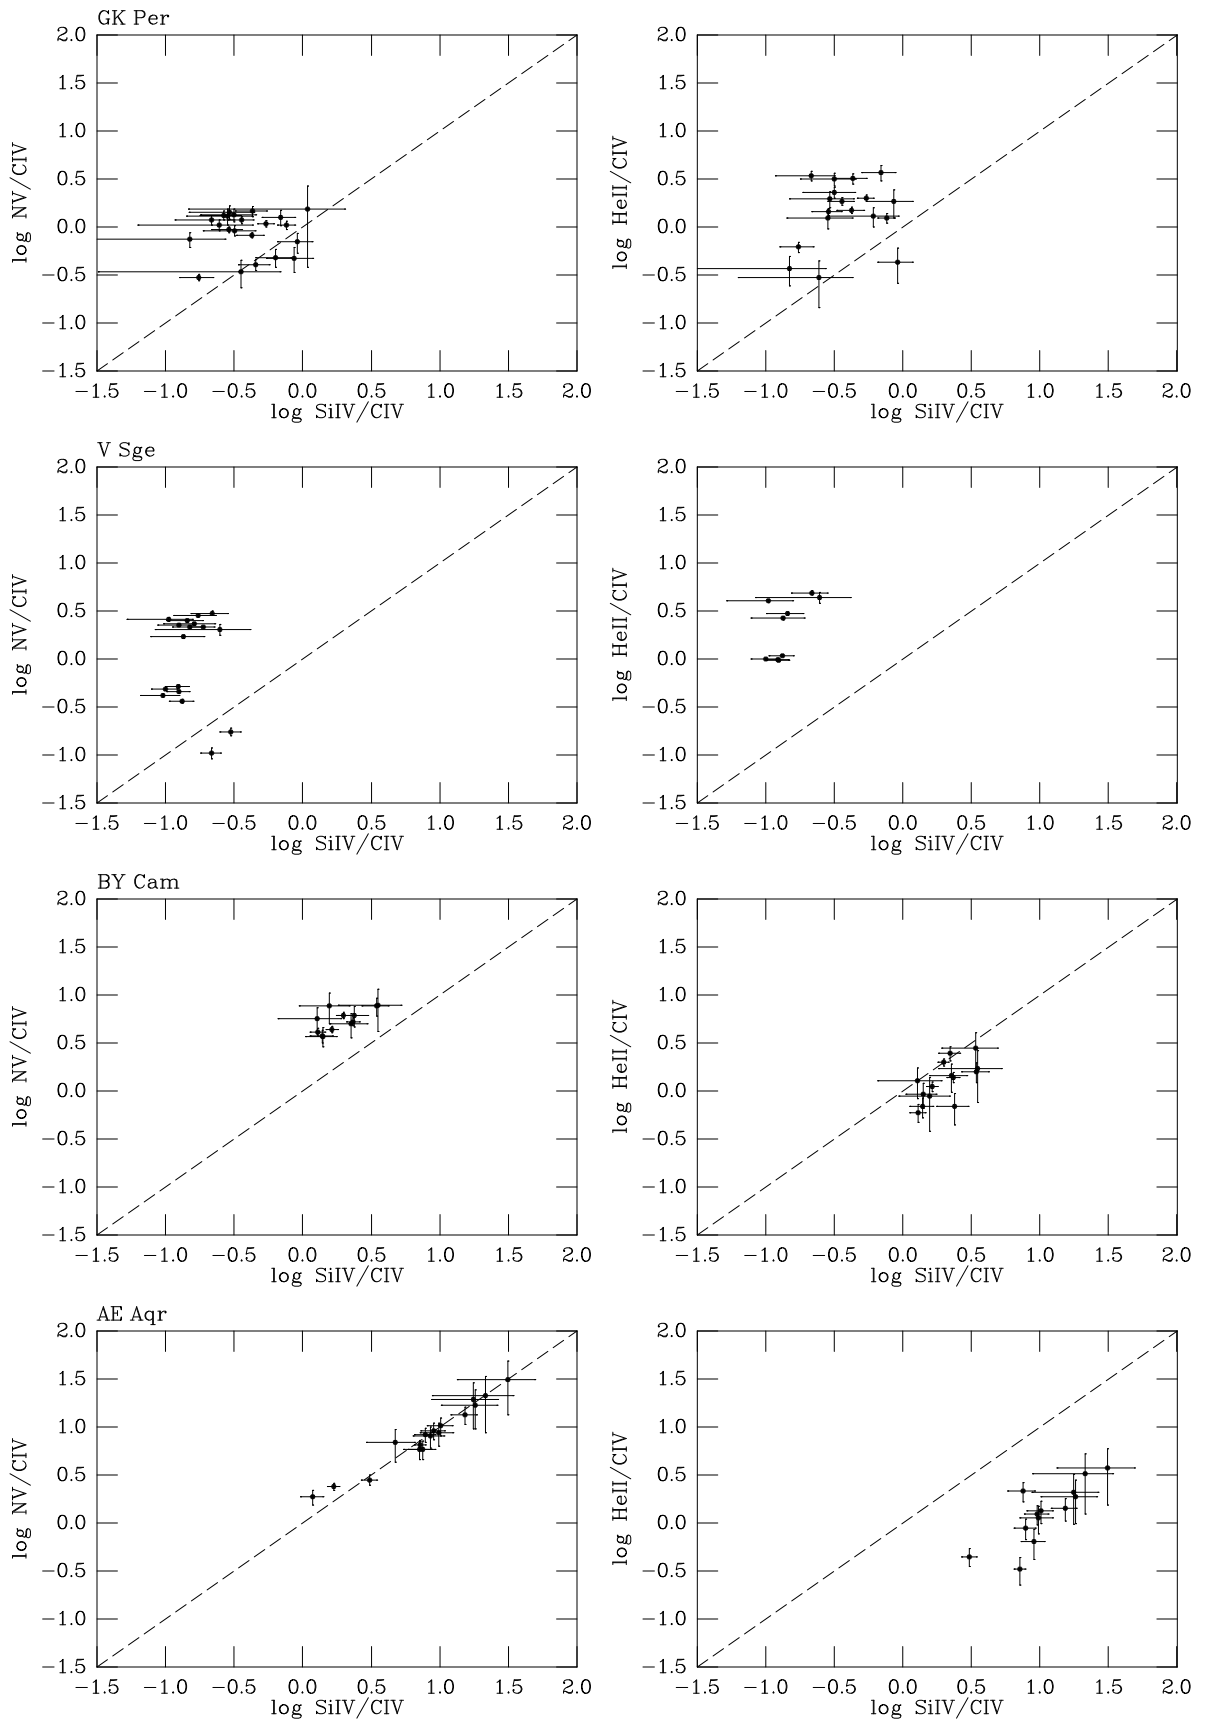 GK Per
2.0 2.0
1.5 1.5
1.0 1.0
0.5 0.5
0.0 0.0
−0.5 −0.5
−1.0 −1.0
−1.5 −1.5
log NV/CIV log HeII/CIV
−1.5 −1.0 −0.5 0.0 0.5 1.0 1.5 2.0 −1.5 −1.0 −0.5 0.0 0.5 1.0 1.5 2.0
log SiIV/CIV log SiIV/CIV
V Sge
2.0 2.0
1.5 1.5
1.0 1.0
0.5 0.5
0.0 0.0
−0.5 −0.5
−1.0 −1.0
−1.5 −1.5
log NV/CIV log HeII/CIV
−1.5 −1.0 −0.5 0.0 0.5 1.0 1.5 2.0 −1.5 −1.0 −0.5 0.0 0.5 1.0 1.5 2.0
log SiIV/CIV log SiIV/CIV
BY Cam
2.0 2.0
1.5 1.5
1.0 1.0
0.5 0.5
0.0 0.0
−0.5 −0.5
−1.0 −1.0
−1.5 −1.5
log NV/CIV log HeII/CIV
−1.5 −1.0 −0.5 0.0 0.5 1.0 1.5 2.0 −1.5 −1.0 −0.5 0.0 0.5 1.0 1.5 2.0
log SiIV/CIV log SiIV/CIV
AE Aqr
2.0 2.0
1.5 1.5
1.0 1.0
0.5 0.5
0.0 0.0
−0.5 −0.5
−1.0 −1.0
−1.5 −1.5
log NV/CIV log HeII/CIV
−1.5 −1.0 −0.5 0.0 0.5 1.0 1.5 2.0 −1.5 −1.0 −0.5 0.0 0.5 1.0 1.5 2.0
log SiIV/CIV log SiIV/CIV